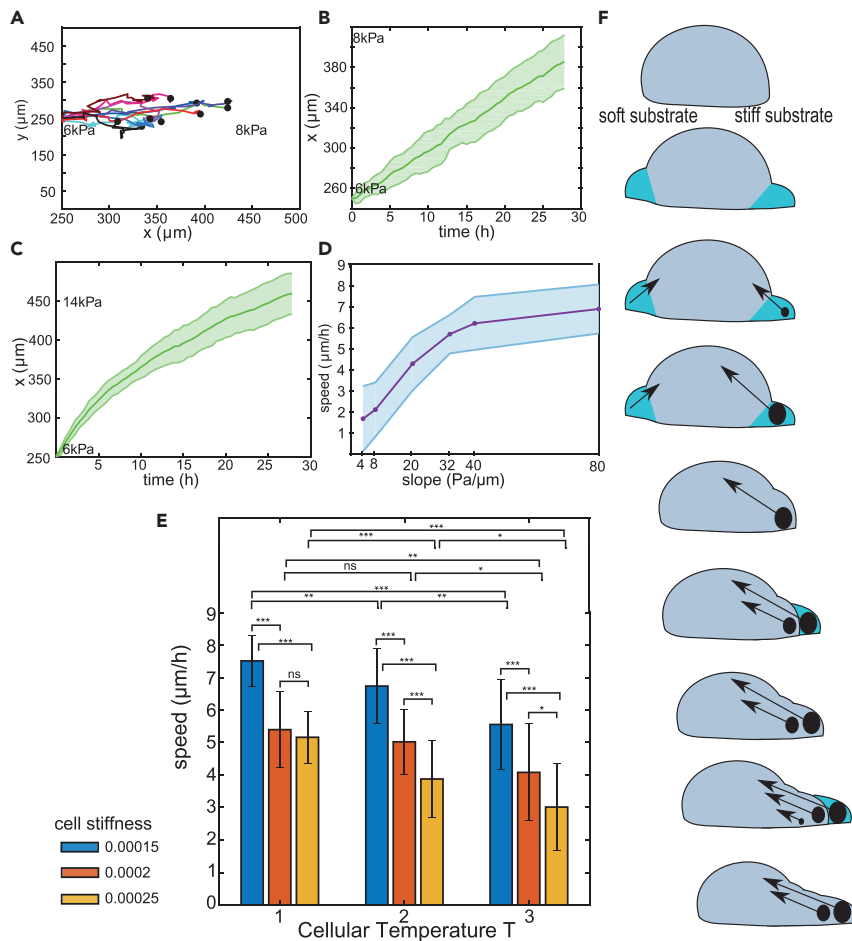 A
450
350
250
150
50
y (µm)
6kPa
8kPa
250
300
350
400
450
500
x (µm)
B
8kPa
380
340
300
260
x (µm)
6kPa
0
5
10
15
20
25
30
time (h)
C
14kPa
450
400
350
300
250
x (µm)
6kPa
5
10
15
20
25
30
time (h)
D
9
8
7
6
5
4
3
2
1
speed (µm/h)
4
8
20
32
40
80
slope (Pa/µm)
E
***
***
*
**
ns
*
***
**
**
***
***
ns
***
***
***
***
***
*
9
8
7
6
5
4
3
2
1
0
speed (µm/h)
1
2
3
Cellular Temperature T
cell stiffness
0.00015
0.0002
0.00025
F
soft substrate
stiff substrate